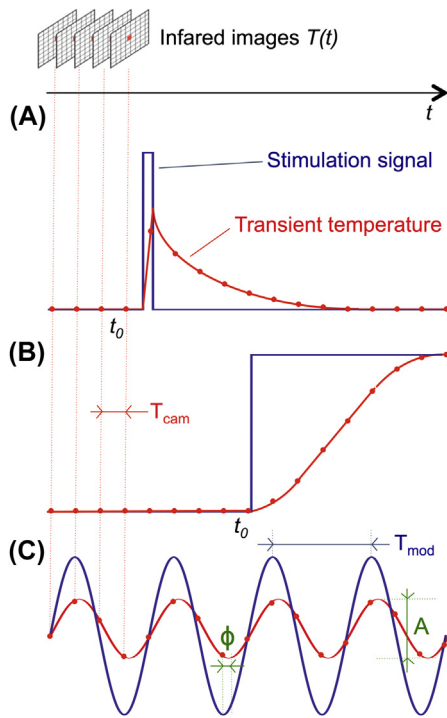 Infared images T(t)
t
(A)
Stimulation signal
Transient temperature
t0
(B)
Tcam
t0
(C)
Tmod
ϕ
A